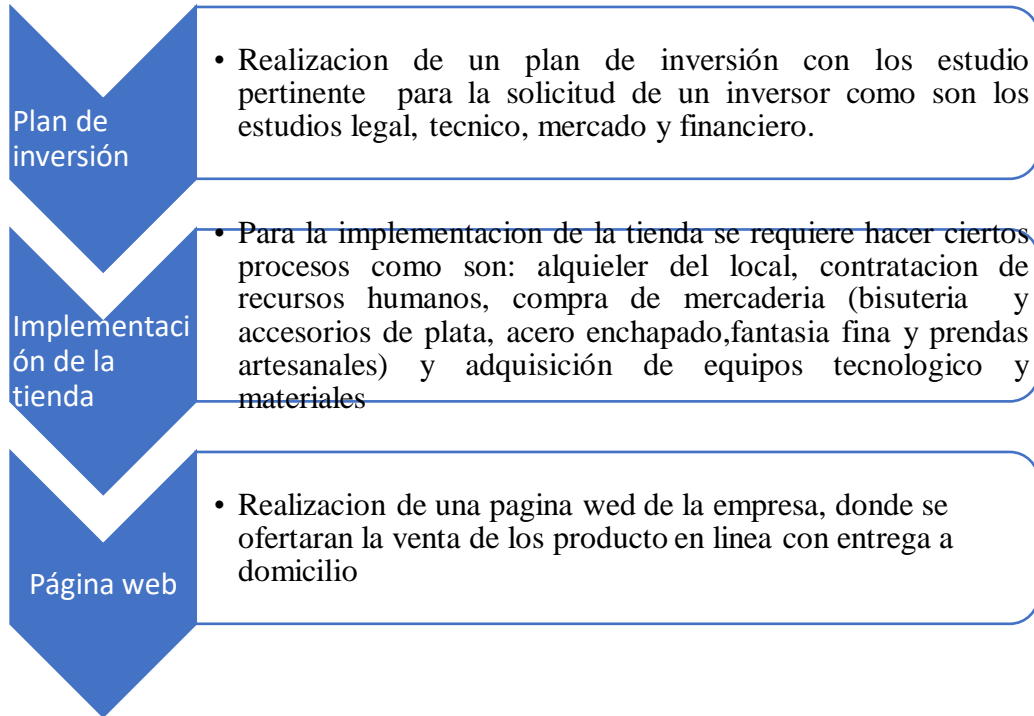 Plan de
inversión
• Realizacion de un plan de inversión con los estudio
pertinente para la solicitud de un inversor como son los
estudios legal, tecnico, mercado y financiero.
Implementaci
ón de la
tienda
• Para la implementacion de la tienda se requiere hacer ciertos
procesos como son: alquieler del local, contratacion de
recursos humanos, compra de mercaderia (bisuteria y
accesorios de plata, acero enchapado,fantasia fina y prendas
artesanales) y adquisición de equipos tecnologico y
materiales
Página web
• Realizacion de una pagina wed de la empresa, donde se
ofertaran la venta de los producto en linea con entrega a
domicilio